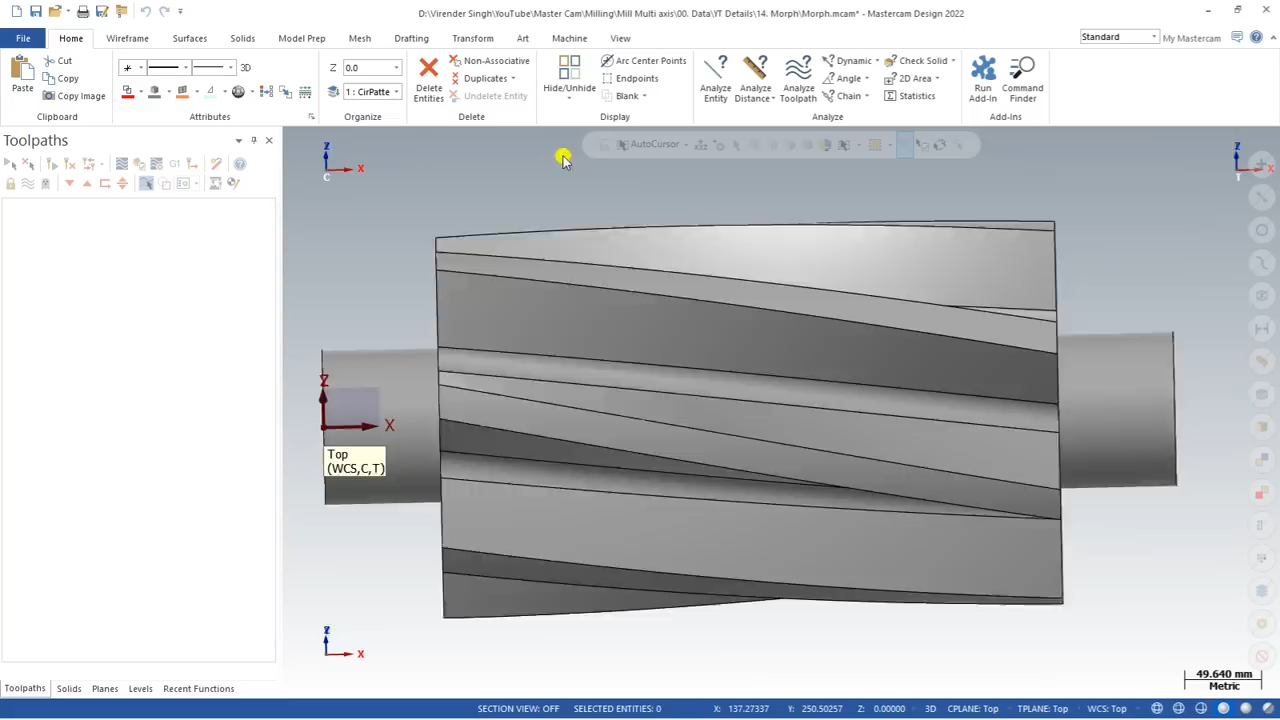 D:\Virender Singh\YouTube\Master Cam\Milling\Mill Multi axis\00. Data\YT Details\14. Morph\Morph.mcam* - Mastercam Design 2022
File Home Wireframe Surfaces Solids Model Prep Mesh Drafting Transform Art Machine View Standard My Mastercam
Paste
Cut
Copy
Copy Image
Clipboard
3D
Attributes
Z 0.0
1 : CirPatte
Organize
Delete
Entities
Non-Associative
Duplicates
Undelete Entity
Delete
Hide/Unhide
Arc Center Points
Endpoints
Blank
Display
Analyze
Entity
Analyze
Distance
Analyze
Toolpath
Dynamic
Angle
Chain
Check Solid
2D Area
Statistics
Analyze
Run
Add-In
Command
Finder
Add-Ins
Toolpaths
G1
AutoCursor
Z
X
C
Z
X
T
Z
X
Top
(WCS,C,T)
Z
X
49.640 mm
Metric
Toolpaths Solids Planes Levels Recent Functions
SECTION VIEW: OFF SELECTED ENTITIES: 0 X: 137.27337 Y: 250.50257 Z: 0.00000 3D CPLANE: Top TPLANE: Top WCS: Top